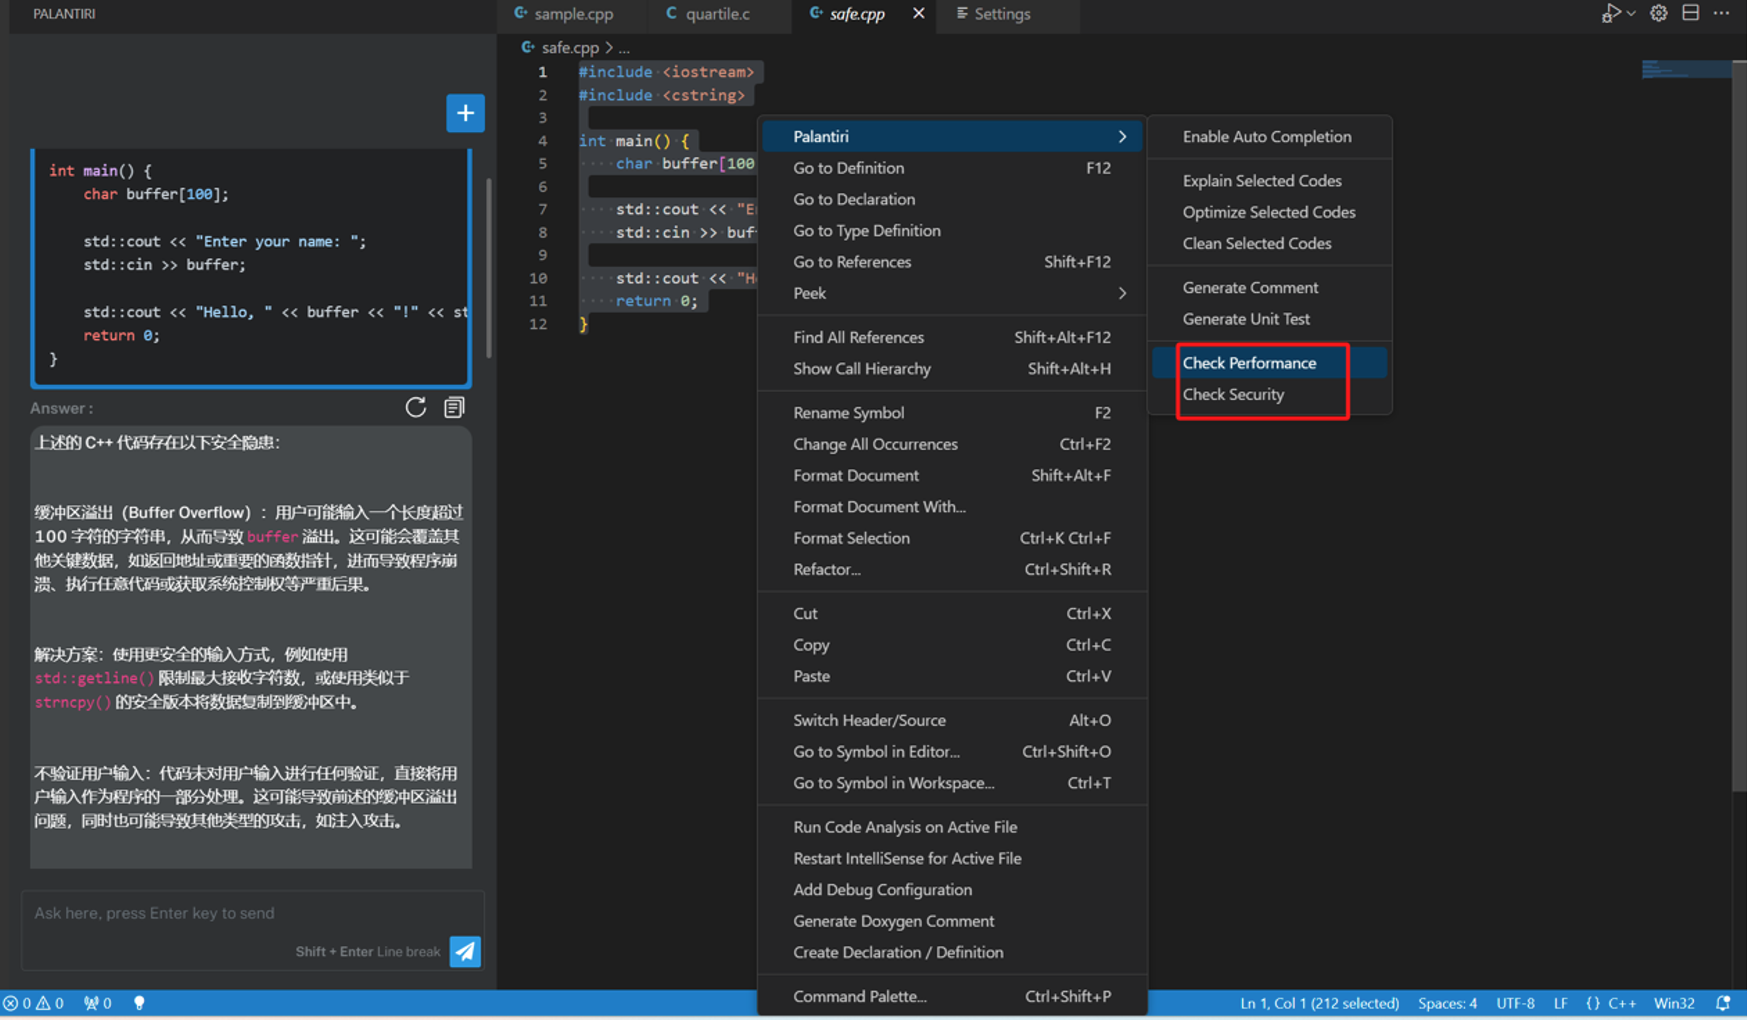 PALANTIRI
sample.cpp
quartile.c
safe.cpp
Settings
safe.cpp > ...
+
int main() {
char buffer[100];
std::cout << "Enter your name: ";
std::cin >> buffer;
std::cout << "Hello, " << buffer << "!" << st
return 0;
}
Answer :
上述的 C++ 代码存在以下安全隐患：
缓冲区溢出（Buffer Overflow）：用户可能输入一个长度超过
100 字符的字符串，从而导致 buffer 溢出。这可能会覆盖其
他关键数据，如返回地址或重要的函数指针，进而导致程序崩
溃、执行任意代码或获取系统控制权等严重后果。
解决方案：使用更安全的输入方式，例如使用
std::getline() 限制最大接收字符数，或使用类似于
strncpy() 的安全版本将数据复制到缓冲区中。
不验证用户输入：代码未对用户输入进行任何验证，直接将用
户输入作为程序的一部分处理。这可能导致前述的缓冲区溢出
问题，同时也可能导致其他类型的攻击，如注入攻击。
Ask here, press Enter key to send
Shift + Enter Line break
1 #include <iostream>
2 #include <cstring>
3
4 int main() {
5 char buffer[100
6
7 std::cout << "E
8 std::cin >> buf
9
10 std::cout << "H
11 return 0;
12 }
Palantiri
Go to Definition F12
Go to Declaration
Go to Type Definition
Go to References Shift+F12
Peek
Find All References Shift+Alt+F12
Show Call Hierarchy Shift+Alt+H
Rename Symbol F2
Change All Occurrences Ctrl+F2
Format Document Shift+Alt+F
Format Document With...
Format Selection Ctrl+K Ctrl+F
Refactor... Ctrl+Shift+R
Cut Ctrl+X
Copy Ctrl+C
Paste Ctrl+V
Switch Header/Source Alt+O
Go to Symbol in Editor... Ctrl+Shift+O
Go to Symbol in Workspace... Ctrl+T
Run Code Analysis on Active File
Restart IntelliSense for Active File
Add Debug Configuration
Generate Doxygen Comment
Create Declaration / Definition
Command Palette... Ctrl+Shift+P
Enable Auto Completion
Explain Selected Codes
Optimize Selected Codes
Clean Selected Codes
Generate Comment
Generate Unit Test
Check Performance
Check Security
0 0 0
Ln 1, Col 1 (212 selected) Spaces: 4 UTF-8 LF {} C++ Win32